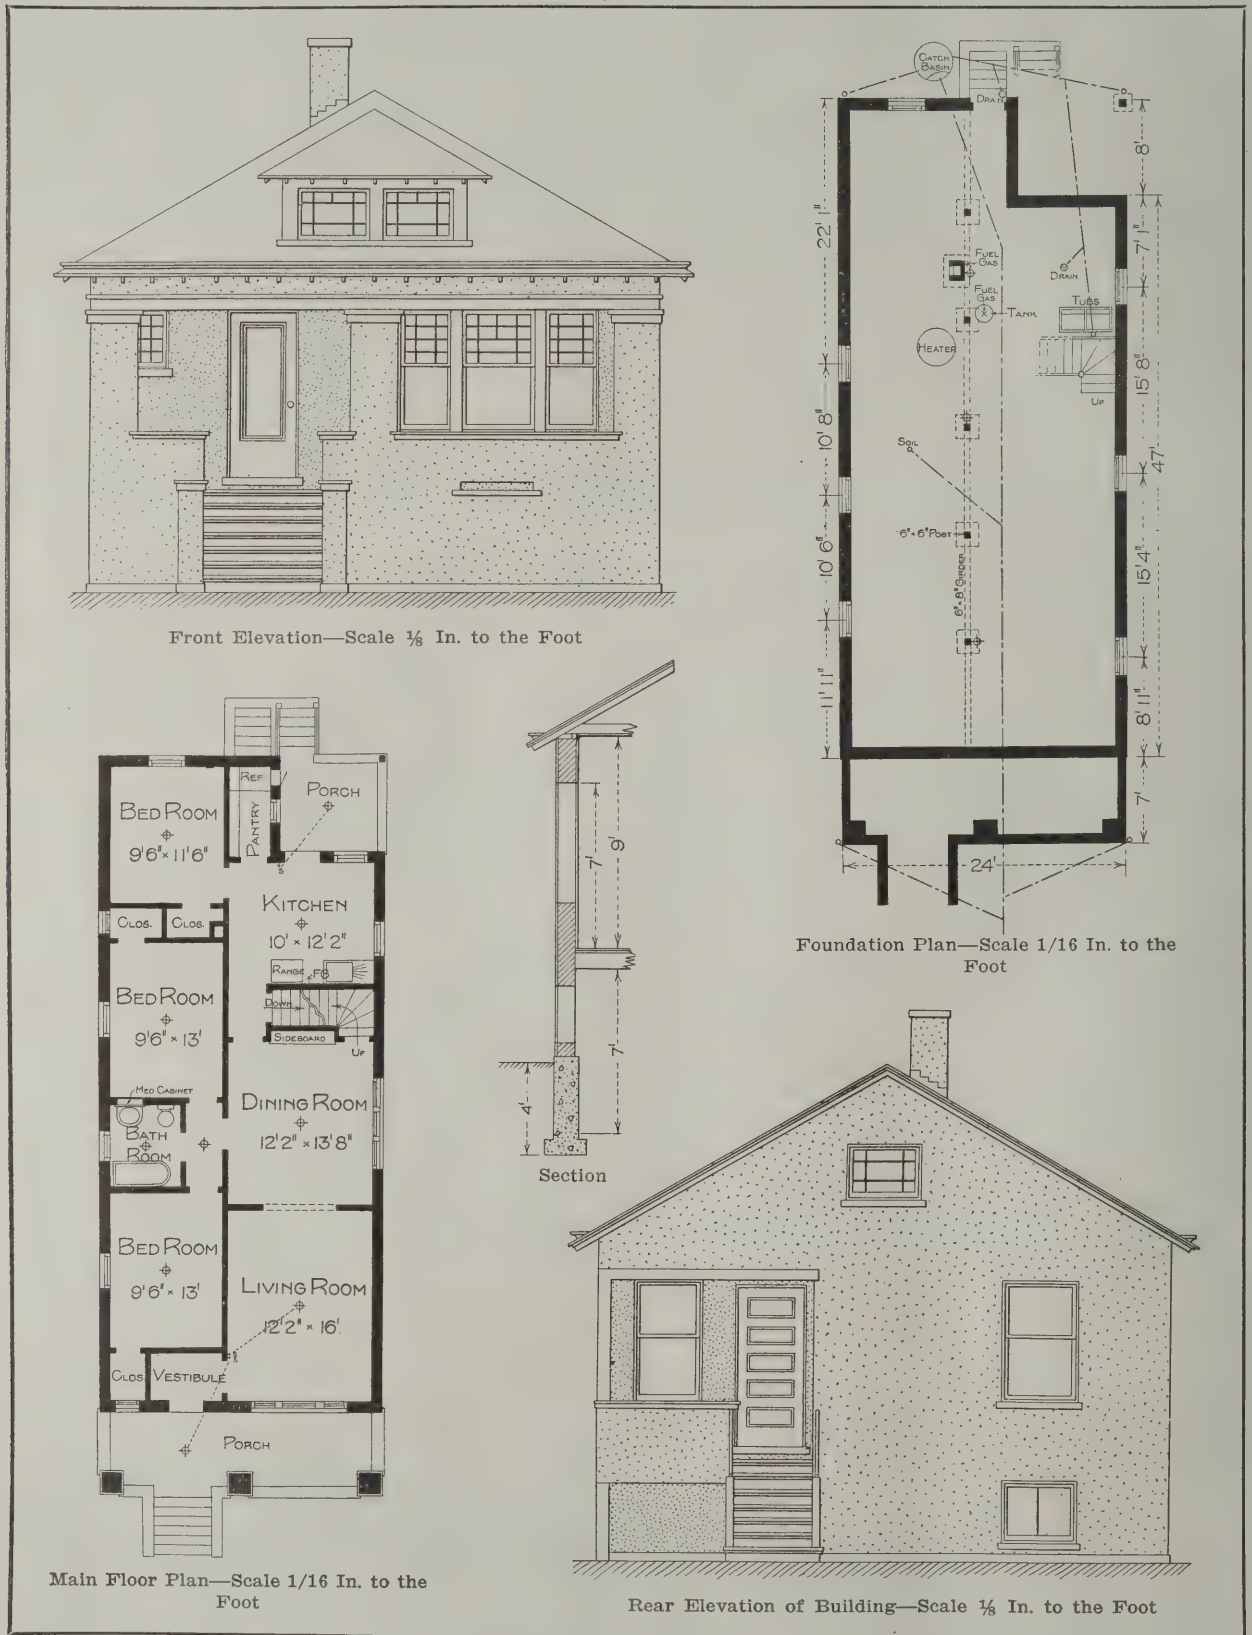 Front Elevation—Scale ⅛ In. to the Foot
CATCH
BASIN
DRAIN
8'
22' 1"
7' 1"
FUEL
GAS
DRAIN
FUEL
GAS
TANK
TUBS
HEATER
15' 8"
UP
10' 8"
SOIL
47'
6"×6" POST
10' 6"
6"×8" GIRDER
15' 4"
11' 11"
8' 11"
7'
24'
Foundation Plan—Scale 1/16 In. to the
Foot
REF
PORCH
BED ROOM
PANTRY
9'6" × 11'6"
S
KITCHEN
CLOS.
CLOS.
10' × 12'2"
RANGE
FG
BED ROOM
DOWN
9'6" × 13'
SIDEBOARD
UP
MED CABINET
DINING ROOM
BATH
ROOM
12'2" × 13'8"
BED ROOM
LIVING ROOM
9'6" × 13'
12'2" × 16'.
CLOS.
VESTIBULE
PORCH
Main Floor Plan—Scale 1/16 In. to the
Foot
7'
9'
7'
4'
Section
Rear Elevation of Building—Scale ⅛ In. to the Foot